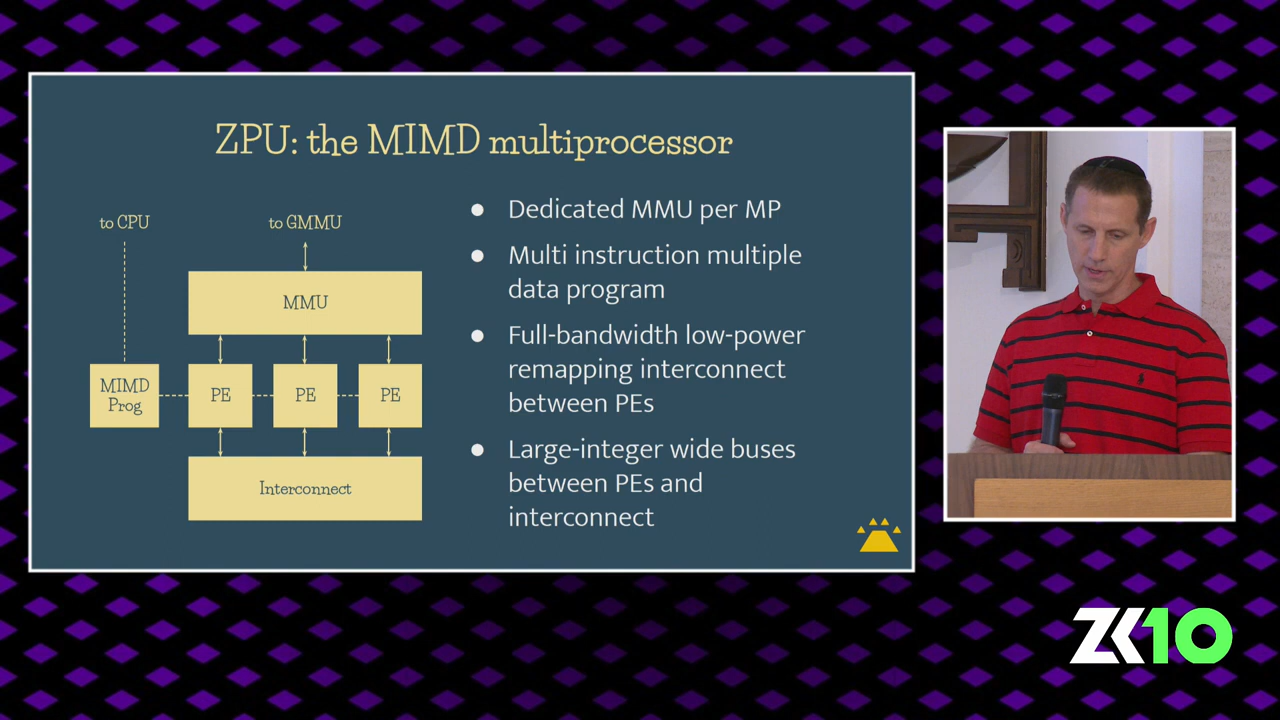 ZPU: the MIMD multiprocessor
to CPU
to GMMU
MMU
MIMD
Prog
PE
PE
PE
Interconnect
● Dedicated MMU per MP
● Multi instruction multiple
data program
● Full-bandwidth low-power
remapping interconnect
between PEs
● Large-integer wide buses
between PEs and
interconnect
ZK10